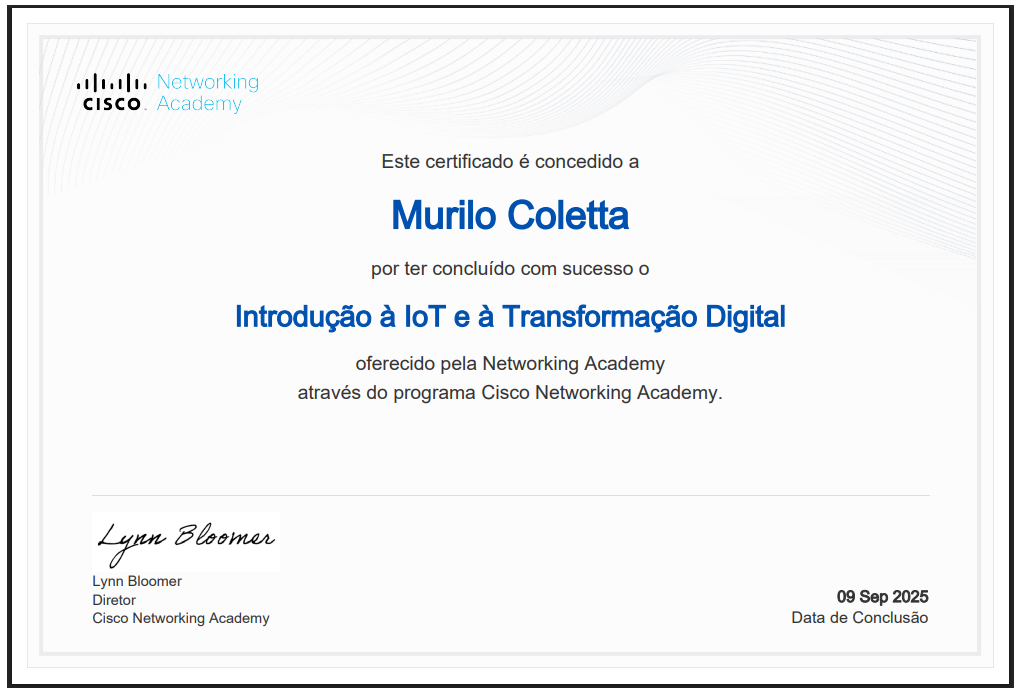 Networking
CISCO. Academy
Este certificado é concedido a
Murilo Coletta
por ter concluído com sucesso o
Introdução à IoT e à Transformação Digital
oferecido pela Networking Academy
através do programa Cisco Networking Academy.
Lynn Bloomer
Lynn Bloomer
Diretor
Cisco Networking Academy
09 Sep 2025
Data de Conclusão